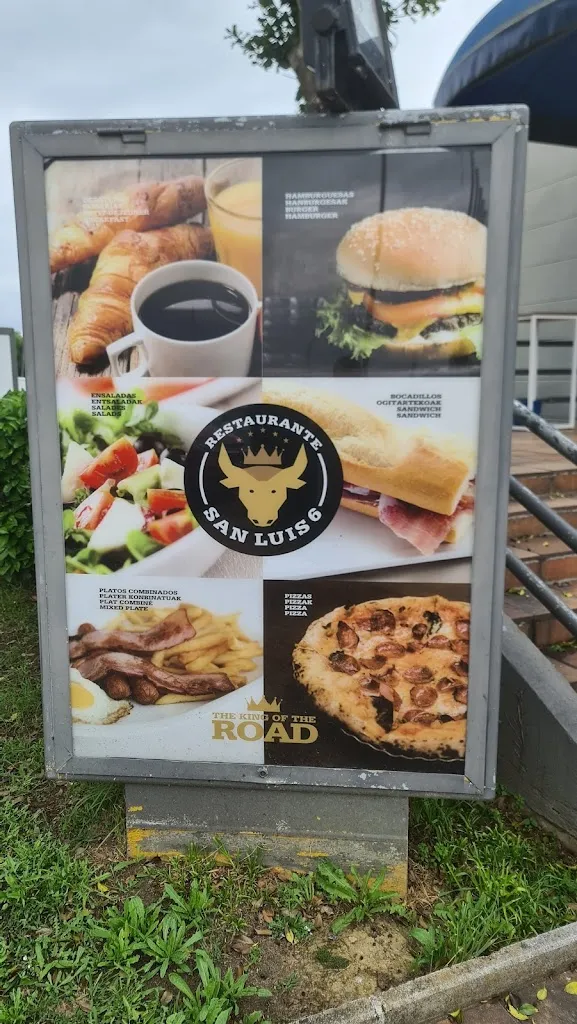 HAMBURGUESAS
HANBURGESAK
BURGER
HAMBURGER
ENSALADAS
ENTSALADAK
SALADES
SALADS
BOCADILLOS
OGITARTEKOAK
SANDWICH
SANDWICH
RESTAURANTE
SAN LUIS 6
PLATOS COMBINADOS
PLATER KONBINATUAK
PLAT COMBINÉ
MIXED PLATE
PIZZAS
PIZZAK
PIZZA
PIZZA
THE KING OF THE
ROAD